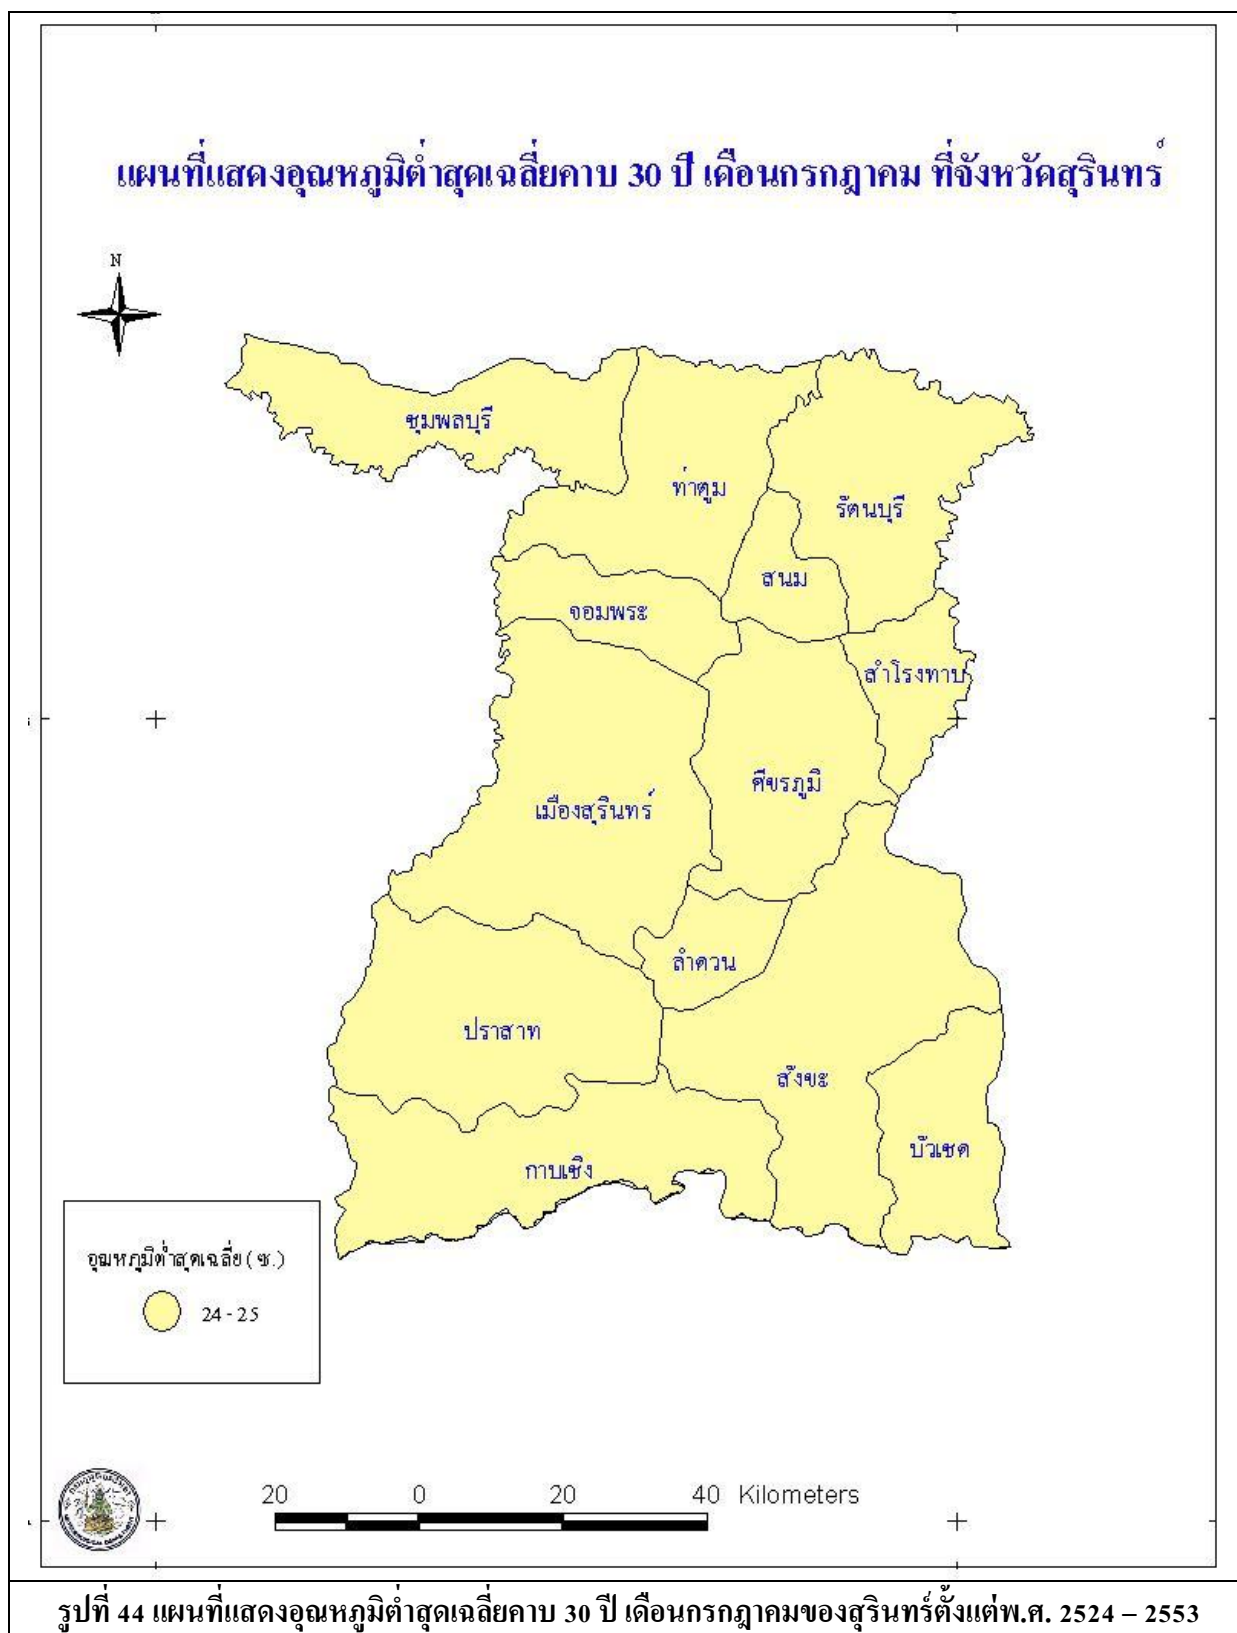 แผนที่แสดงอุณหภูมิต่ำสุดเฉลี่ยคาบ 30 ปี เดือนกรกฎาคม ที่จังหวัดสุรินทร์
N
ชุมพลบุรี
ท่าตูม
รัตนบุรี
สนม
จอมพระ
สำโรงทาบ
ศีขรภูมิ
เมืองสุรินทร์
ลำดวน
ปราสาท
สังขะ
บัวเชด
กาบเชิง
อุณหภูมิต่ำสุดเฉลี่ย ( ซ. )
24 - 25
20 0 20 40 Kilometers
รูปที่ 44 แผนที่แสดงอุณหภูมิต่ำสุดเฉลี่ยคาบ 30 ปี เดือนกรกฎาคมของสุรินทร์ตั้งแต่พ.ศ. 2524 – 2553